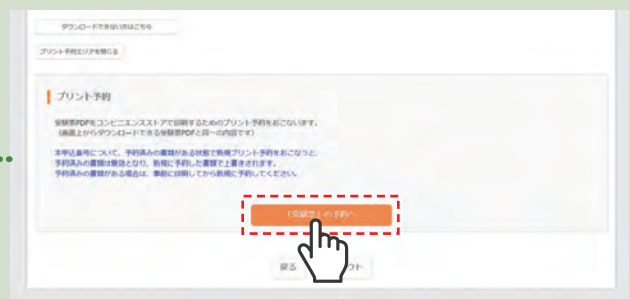 ダウンロードできない方はこちら
プリント予約エリアを閉じる
プリント予約
受験票PDFをコンビニエンスストアで印刷するためのプリント予約をおこないます。
(画面上からダウンロードできる受験票PDFと同一の内容です)
本申込番号について、予約済みの書類がある状態で新規プリント予約をおこなうと、
予約済みの書類は無効となり、新規に予約した書類で上書きされます。
予約済みの書類がある場合は、事前に印刷してから新規に予約してください。
「受験票」の予約へ
戻る
ウト